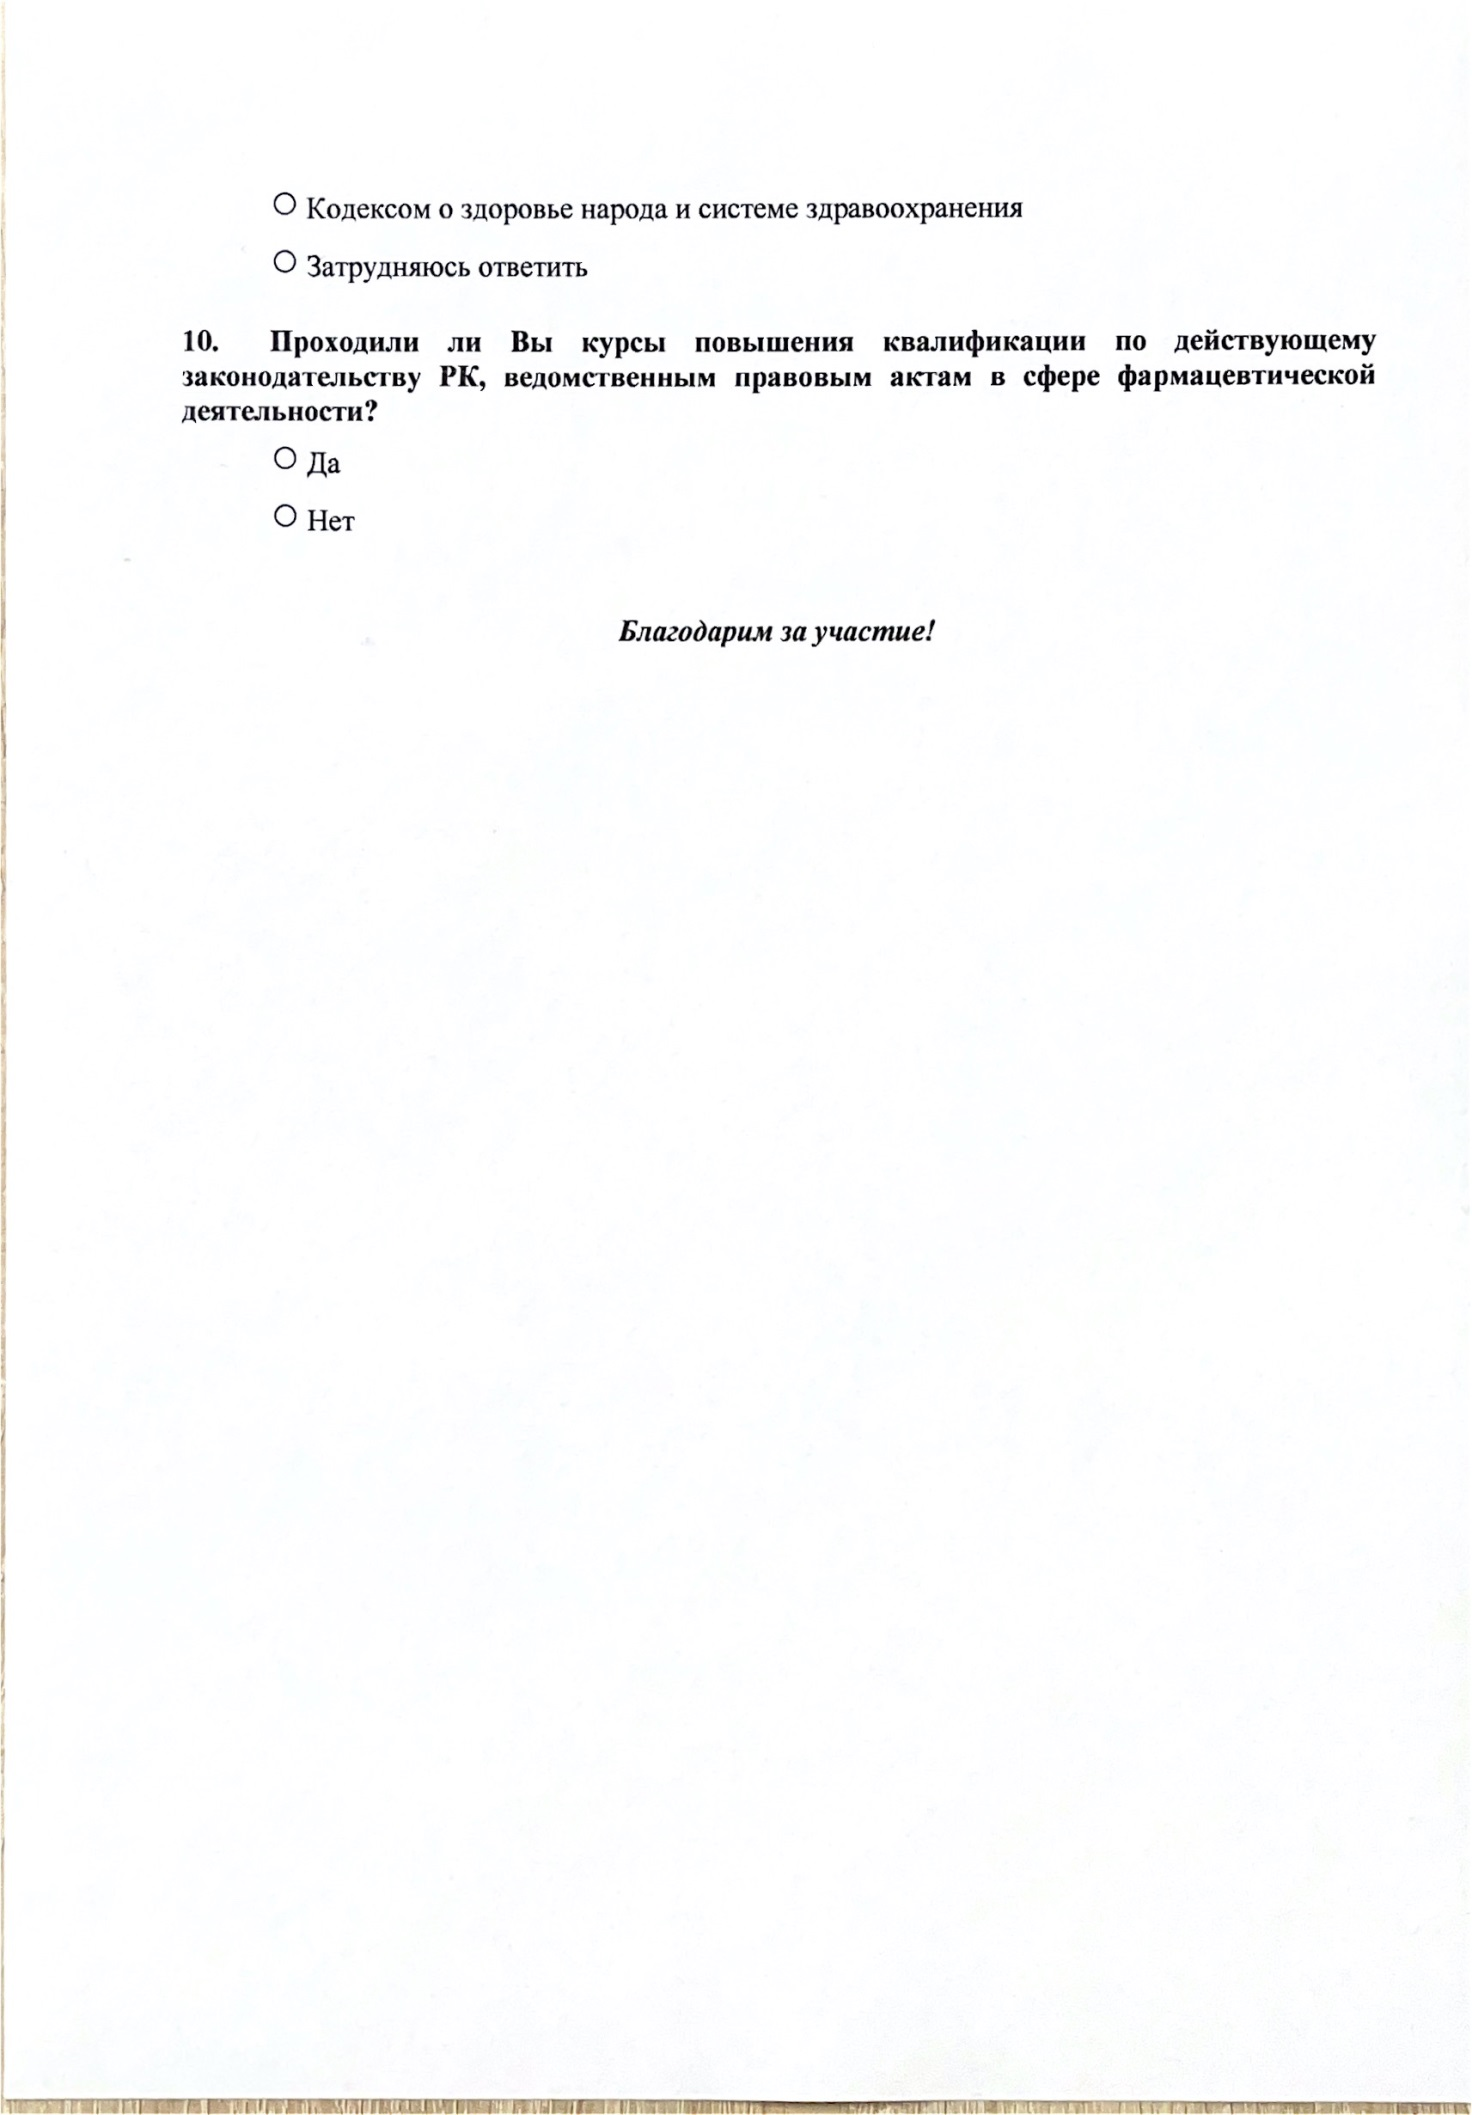 ○ Кодексом о здоровье народа и системе здравоохранения
○ Затрудняюсь ответить
10. Проходили ли Вы курсы повышения квалификации по действующему
законодательству РК, ведомственным правовым актам в сфере фармацевтической
деятельности?
○ Да
○ Нет
Благодарим за участие!